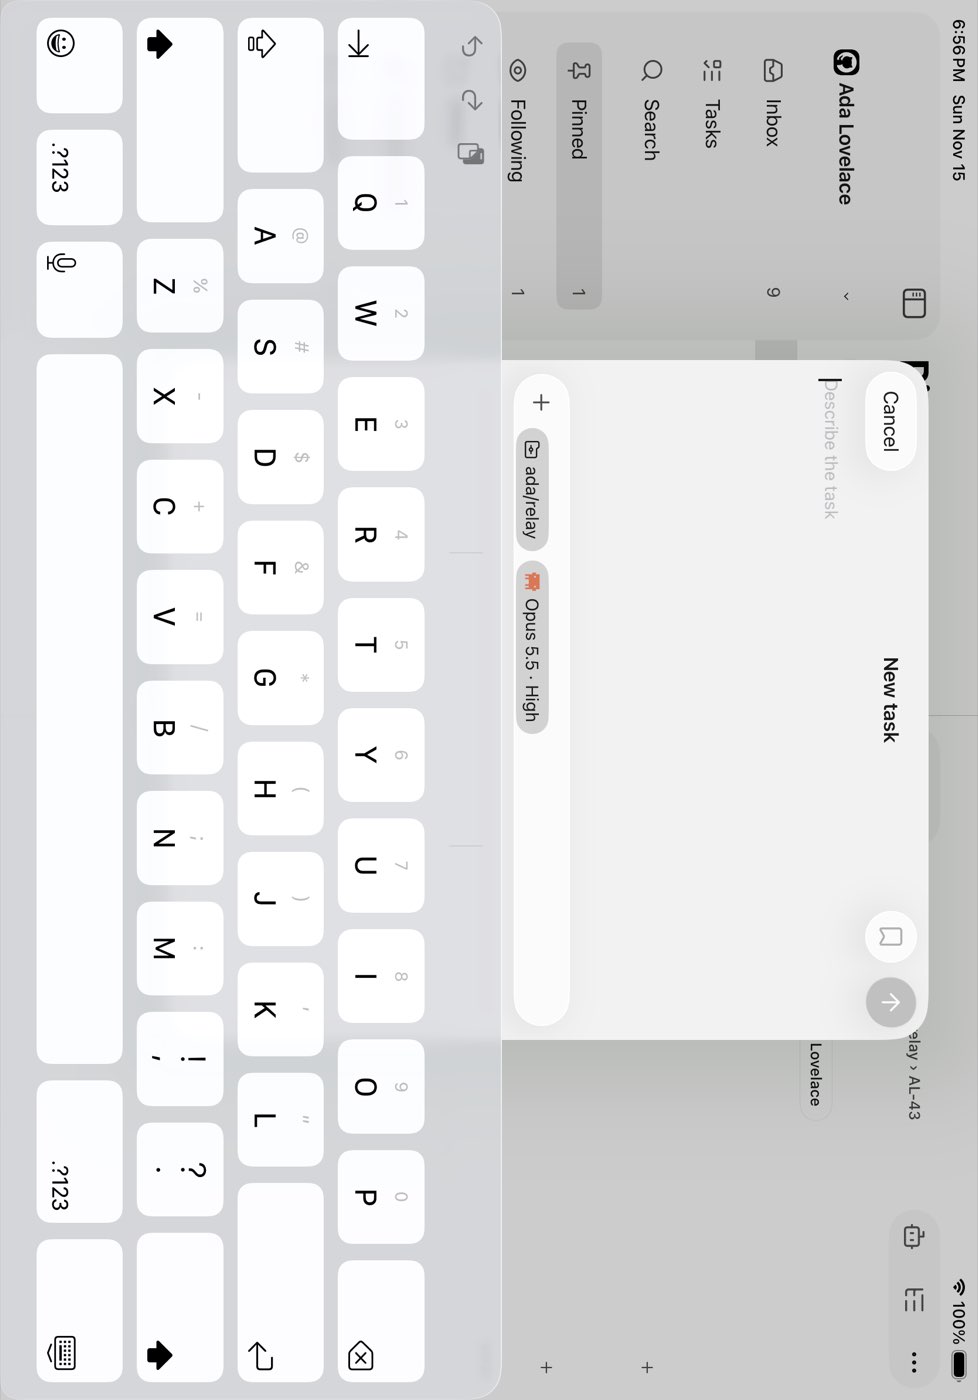 6:56 PM Sun Nov 15
100%
Cancel
New task
elay › AL-43
Ada Lovelace
Describe the task
Lovelace
Inbox 9
Tasks
Search
Pinned 1
Following 1
ada/relay
Opus 5.5 · High
1 2 3 4 5 6 7 8 9 0
Q W E R T Y U I O P
@ # $ & * ( ) ' "
A S D F G H J K L
% - + = / ; : ! ?
Z X C V B N M , .
.?123 .?123